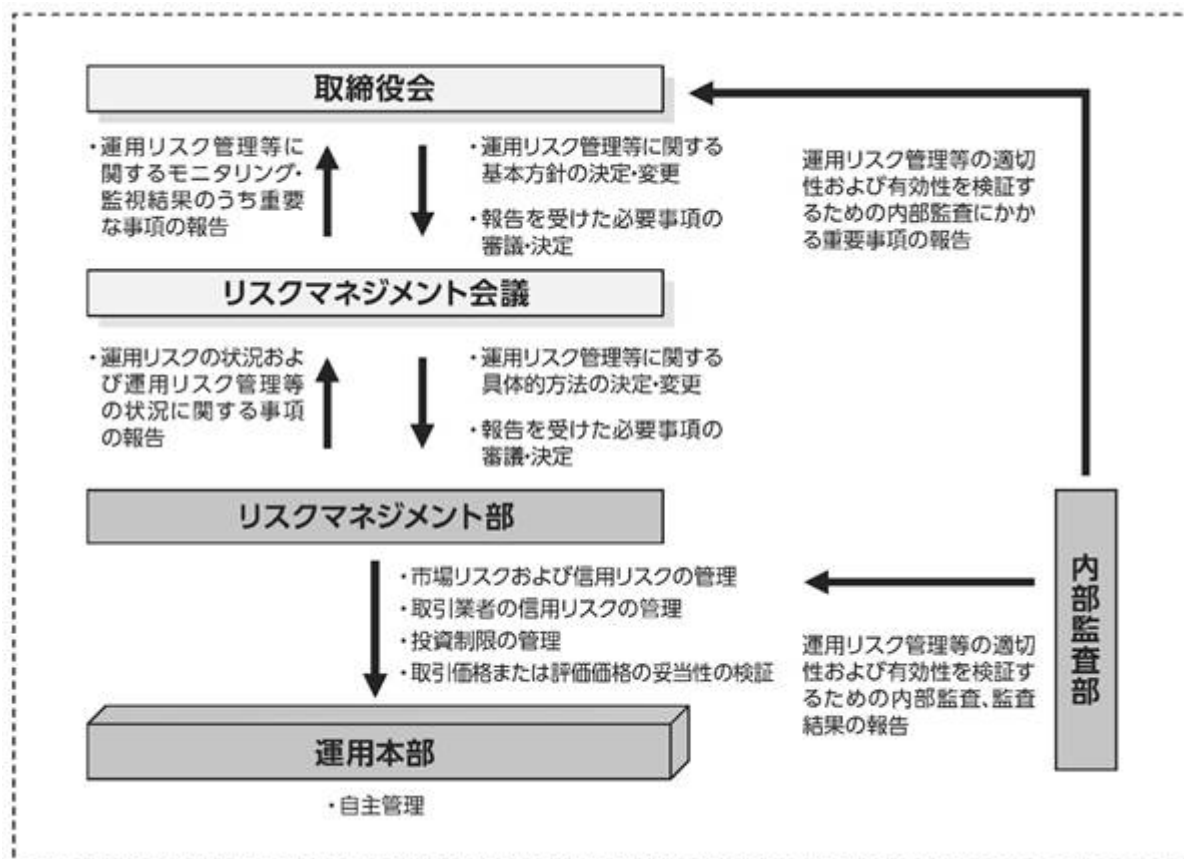 取締役会
・運用リスク管理等に
関するモニタリング・
監視結果のうち重要
な事項の報告
・運用リスク管理等に関する
基本方針の決定・変更
・報告を受けた必要事項の
審議・決定
運用リスク管理等の適切
性および有効性を検証す
るための内部監査にかか
る重要事項の報告
リスクマネジメント会議
・運用リスクの状況およ
び運用リスク管理等
の状況に関する事項
の報告
・運用リスク管理等に関する
具体的方法の決定・変更
・報告を受けた必要事項の
審議・決定
リスクマネジメント部
・市場リスクおよび信用リスクの管理
・取引業者の信用リスクの管理
・投資制限の管理
・取引価格または評価価格の妥当性の検証
運用リスク管理等の適切
性および有効性を検証す
るための内部監査、監査
結果の報告
内部監査部
運用本部
・自主管理